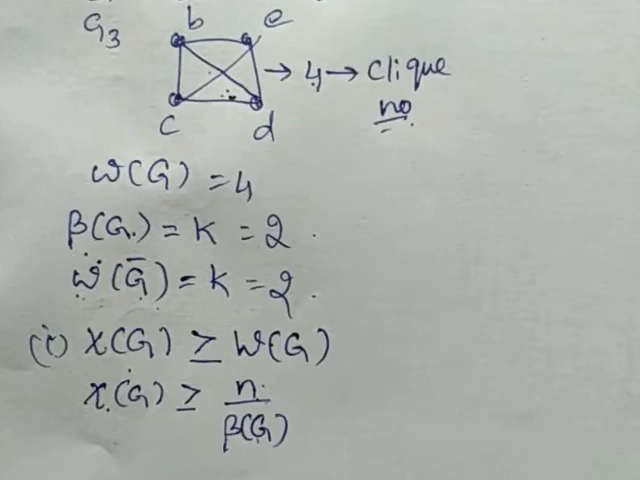 G3
b e
→ 4 → clique
no
c d
ω(G) = 4
β(G) = K = 2.
ω(G̅) = K = 2.
(i) χ(G) ≥ ω(G)
χ(G) ≥ n / β(G)